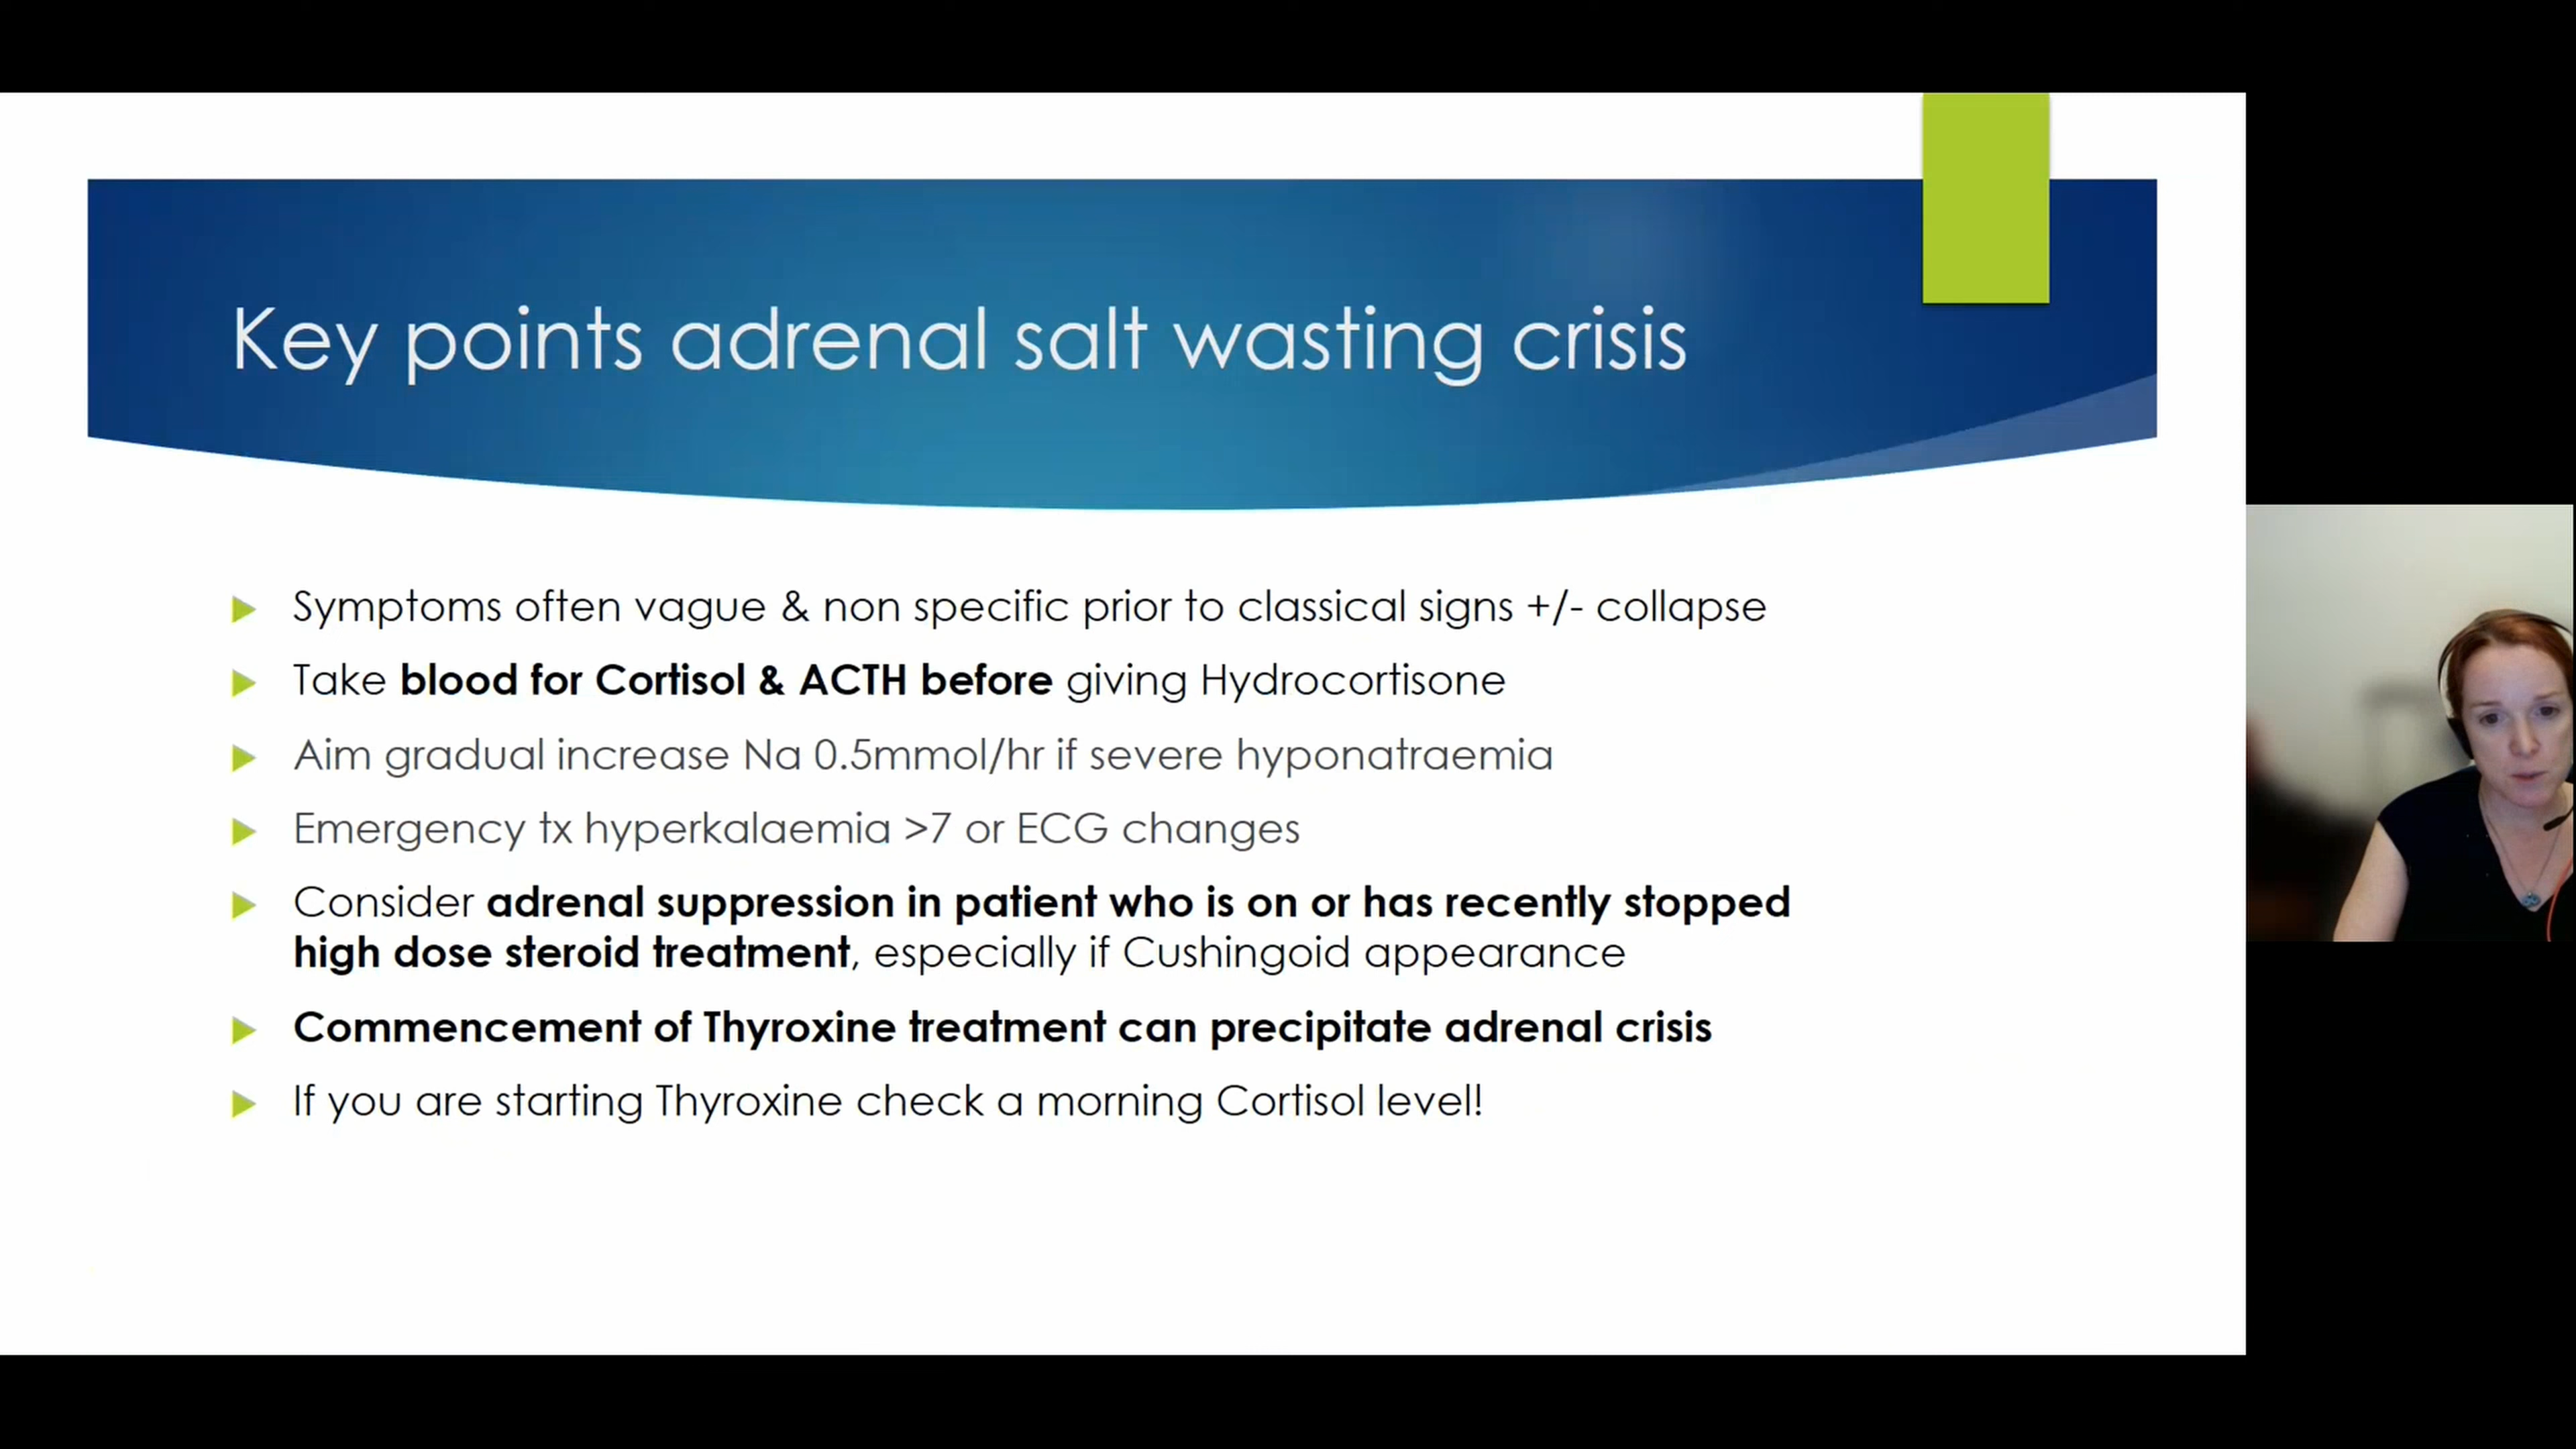 Key points adrenal salt wasting crisis
Symptoms often vague & non specific prior to classical signs +/- collapse
Take blood for Cortisol & ACTH before giving Hydrocortisone
Aim gradual increase Na 0.5mmol/hr if severe hyponatraemia
Emergency tx hyperkalaemia >7 or ECG changes
Consider adrenal suppression in patient who is on or has recently stopped
high dose steroid treatment, especially if Cushingoid appearance
Commencement of Thyroxine treatment can precipitate adrenal crisis
If you are starting Thyroxine check a morning Cortisol level!